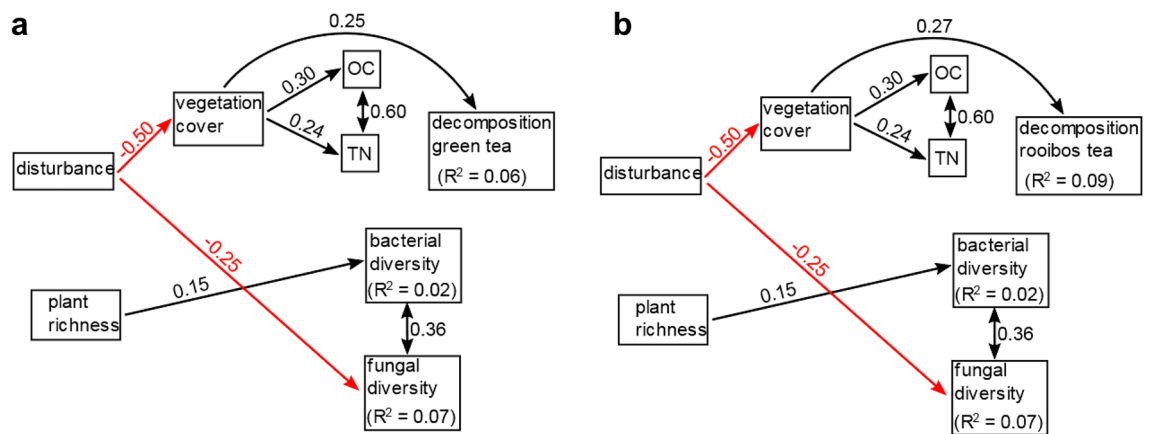 a
0.25
OC
0.30
vegetation
cover
0.60
0.24
TN
decomposition
green tea
(R² = 0.06)
-0.50
disturbance
-0.25
bacterial
diversity
(R² = 0.02)
0.15
plant
richness
0.36
fungal
diversity
(R² = 0.07)
b
0.27
OC
0.30
vegetation
cover
0.60
0.24
TN
decomposition
rooibos tea
(R² = 0.09)
-0.50
disturbance
-0.25
bacterial
diversity
(R² = 0.02)
0.15
plant
richness
0.36
fungal
diversity
(R² = 0.07)